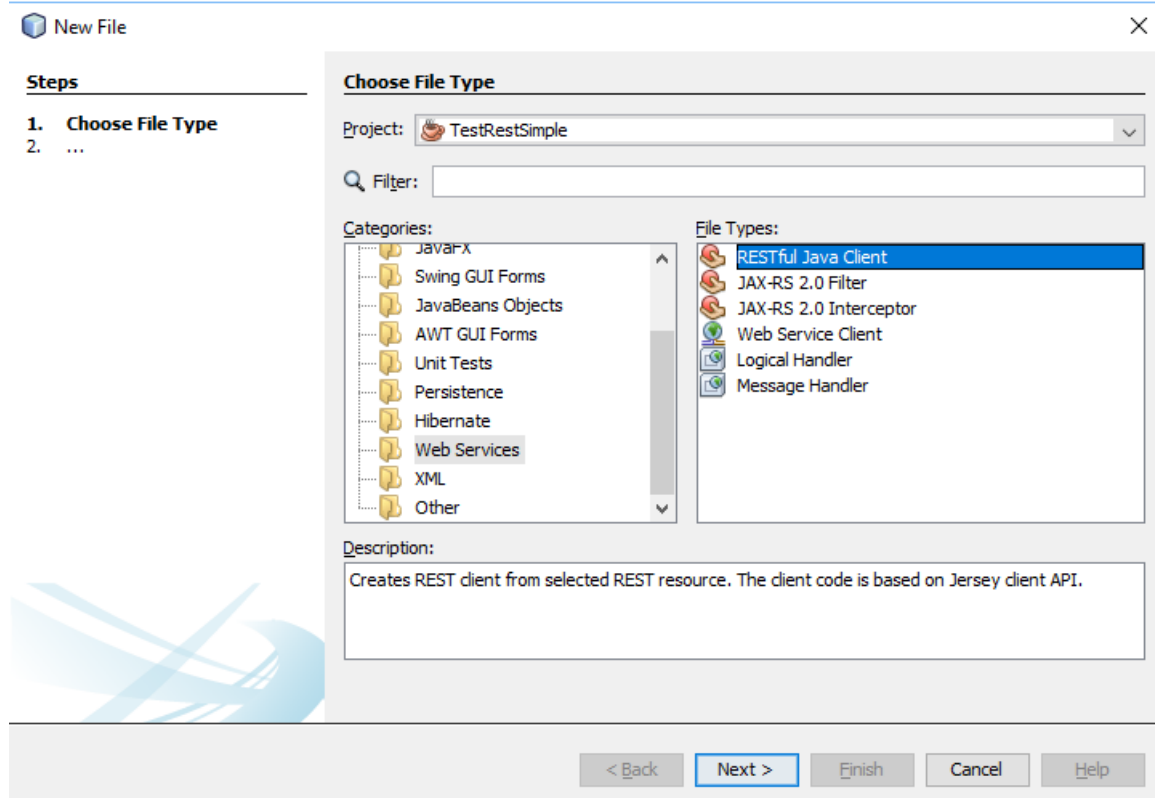 New File
Steps
1. Choose File Type
2. ...
Choose File Type
Project: TestRestSimple
Filter:
Categories:
JavaFX
Swing GUI Forms
JavaBeans Objects
AWT GUI Forms
Unit Tests
Persistence
Hibernate
Web Services
XML
Other
File Types:
RESTful Java Client
JAX-RS 2.0 Filter
JAX-RS 2.0 Interceptor
Web Service Client
Logical Handler
Message Handler
Description:
Creates REST client from selected REST resource. The client code is based on Jersey client API.
< Back Next > Finish Cancel Help